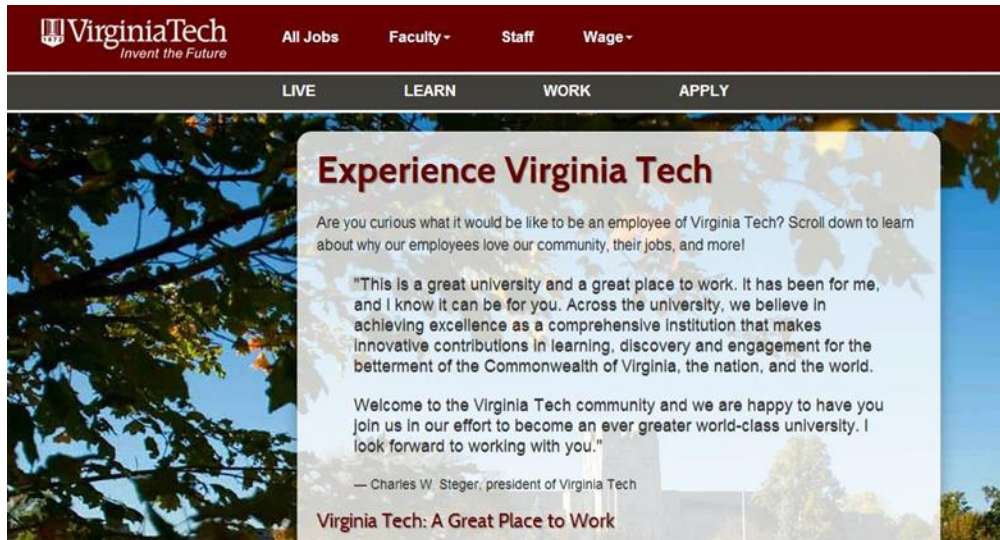 VirginiaTech
1872
Invent the Future
All Jobs Faculty Staff Wage
LIVE LEARN WORK APPLY
Experience Virginia Tech
Are you curious what it would be like to be an employee of Virginia Tech? Scroll down to learn
about why our employees love our community, their jobs, and more!
"This is a great university and a great place to work. It has been for me,
and I know it can be for you. Across the university, we believe in
achieving excellence as a comprehensive institution that makes
innovative contributions in learning, discovery and engagement for the
betterment of the Commonwealth of Virginia, the nation, and the world.
Welcome to the Virginia Tech community and we are happy to have you
join us in our effort to become an ever greater world-class university. I
look forward to working with you."
— Charles W. Steger, president of Virginia Tech
Virginia Tech: A Great Place to Work